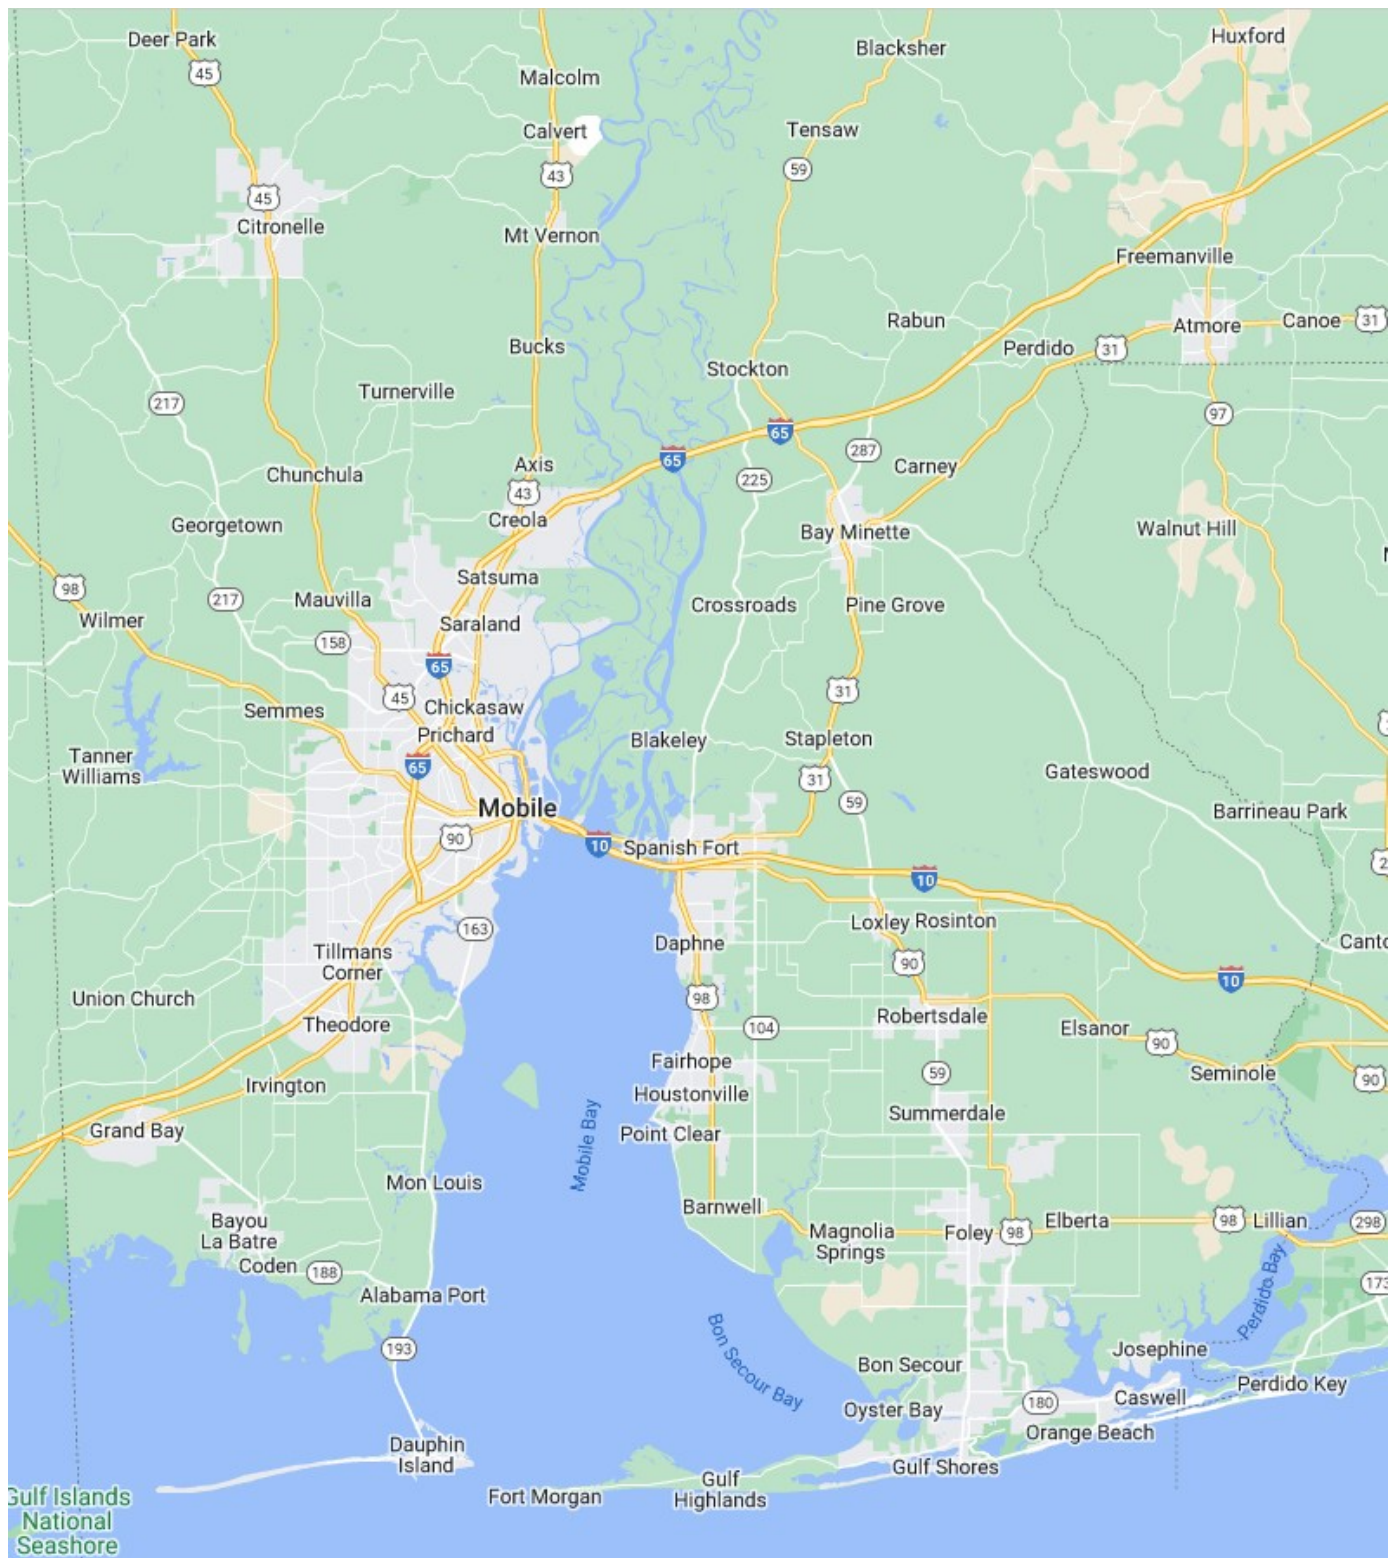 Deer Park
Huxford
Blacksher
45
Malcolm
Calvert
Tensaw
59
43
45
Citronelle
Mt Vernon
Freemanville
Rabun
Atmore
Canoe
31
Bucks
Perdido
31
Stockton
Turnerville
217
97
65
287
65
Axis
Carney
Chunchula
225
43
Creola
Georgetown
Walnut Hill
Bay Minette
Satsuma
98
217
Mauvilla
Crossroads
Pine Grove
Wilmer
Saraland
158
65
31
45
Chickasaw
Semmes
Prichard
Blakeley
Stapleton
Tanner
Williams
65
Gateswood
31
59
Mobile
Barrineau Park
90
10
Spanish Fort
10
163
Loxley
Rosinton
Daphne
Tillmans
Corner
90
10
Union Church
98
Robertsdale
Theodore
104
Elsanor
90
Fairhope
59
Seminole
90
Irvington
Houstonville
Summerdale
Grand Bay
Point Clear
Mobile Bay
Mon Louis
Barnwell
Bayou
La Batre
Magnolia
Springs
Foley
98
Elberta
98
Lillian
298
Coden
188
Perdido Bay
173
Alabama Port
193
Bon Secour Bay
Josephine
Bon Secour
Perdido Key
Caswell
180
Oyster Bay
Orange Beach
Dauphin
Island
Gulf Shores
Gulf
Highlands
Fort Morgan
Gulf Islands
National
Seashore